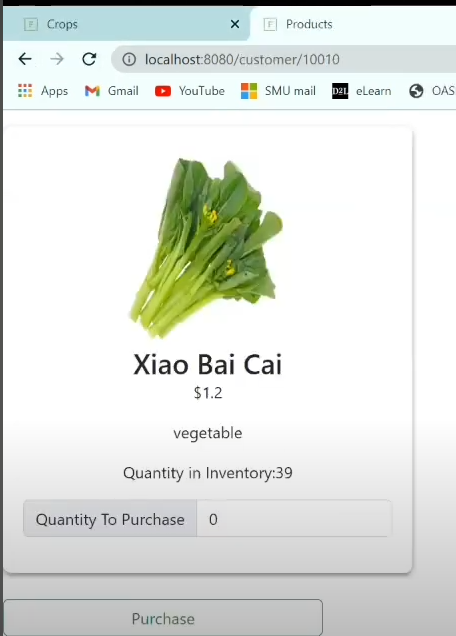 Crops
Products
localhost:8080/customer/10010
Apps
Gmail
YouTube
SMU mail
D2L
eLearn
OAS
Xiao Bai Cai
$1.2
vegetable
Quantity in Inventory:39
Quantity To Purchase 0
Purchase